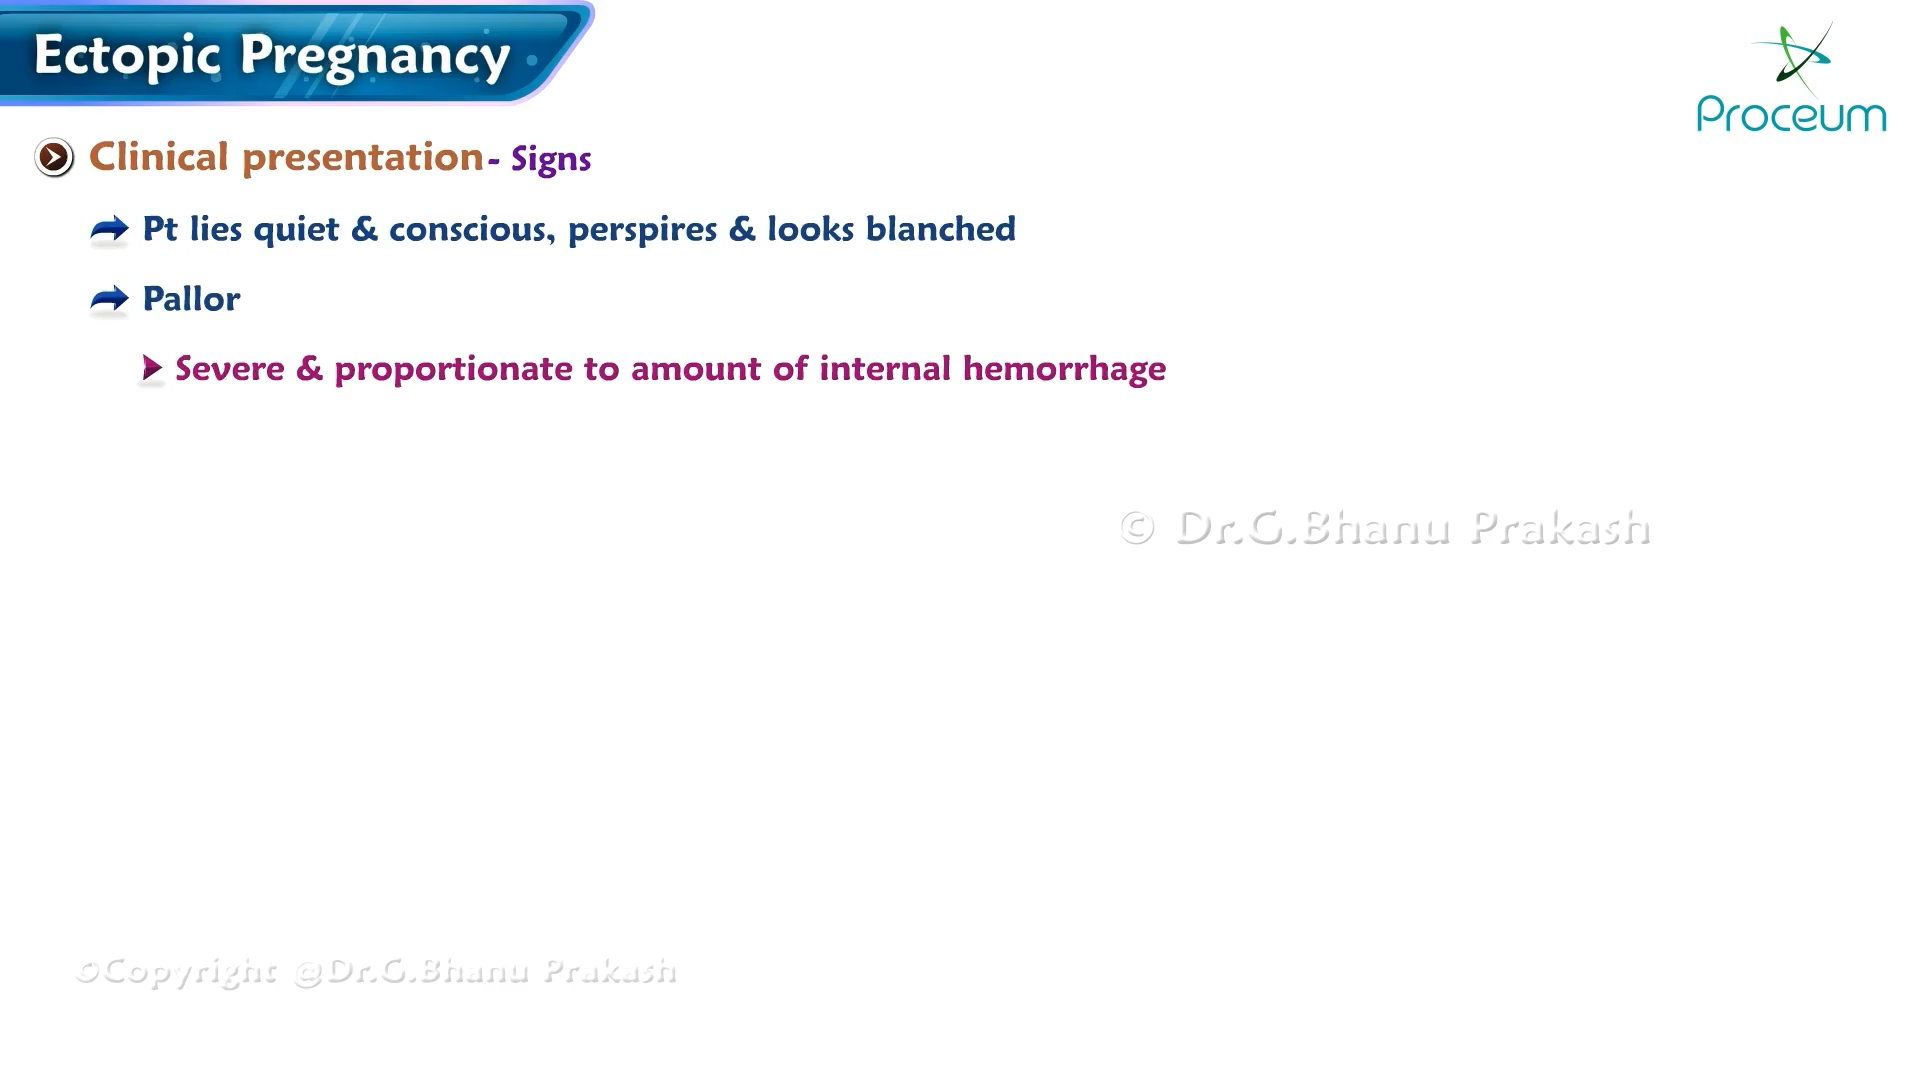 Ectopic Pregnancy
Proceum
Clinical presentation- Signs
Pt lies quiet & conscious, perspires & looks blanched
Pallor
Severe & proportionate to amount of internal hemorrhage
© Dr.G.Bhanu Prakash
©Copyright @Dr.G.Bhanu Prakash